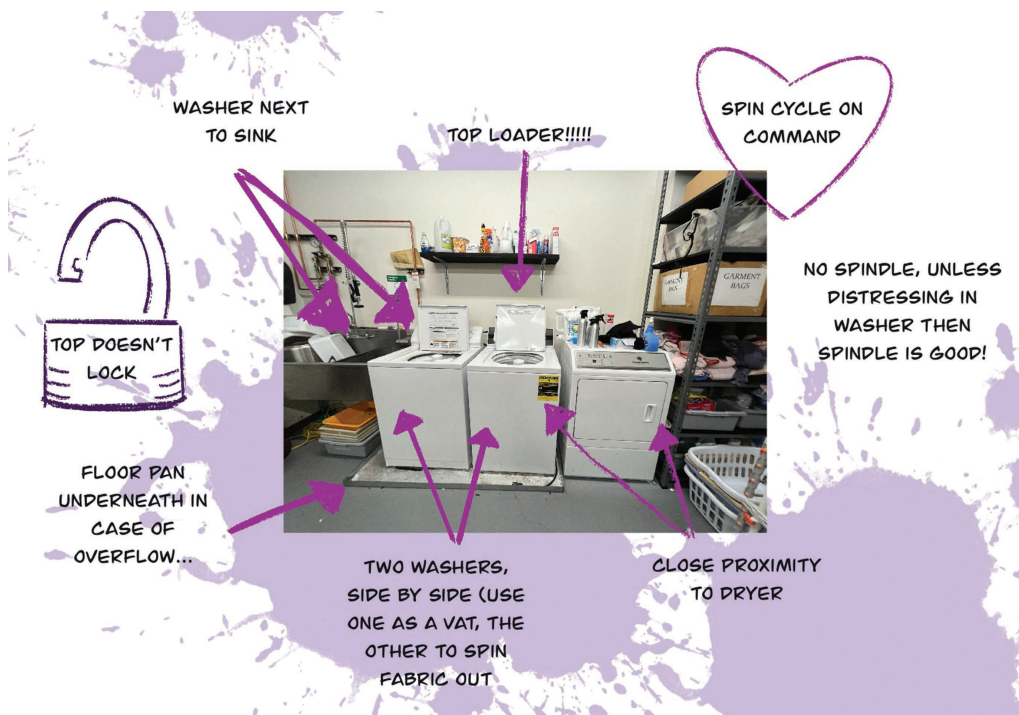 WASHER NEXT
TO SINK
TOP LOADER!!!!!
SPIN CYCLE ON
COMMAND
TOP DOESN'T
LOCK
NO SPINDLE, UNLESS
DISTRESSING IN
WASHER THEN
SPINDLE IS GOOD!
GARMENT
BAGS
FLOOR PAN
UNDERNEATH IN
CASE OF
OVERFLOW...
TWO WASHERS,
SIDE BY SIDE (USE
ONE AS A VAT, THE
OTHER TO SPIN
FABRIC OUT
CLOSE PROXIMITY
TO DRYER